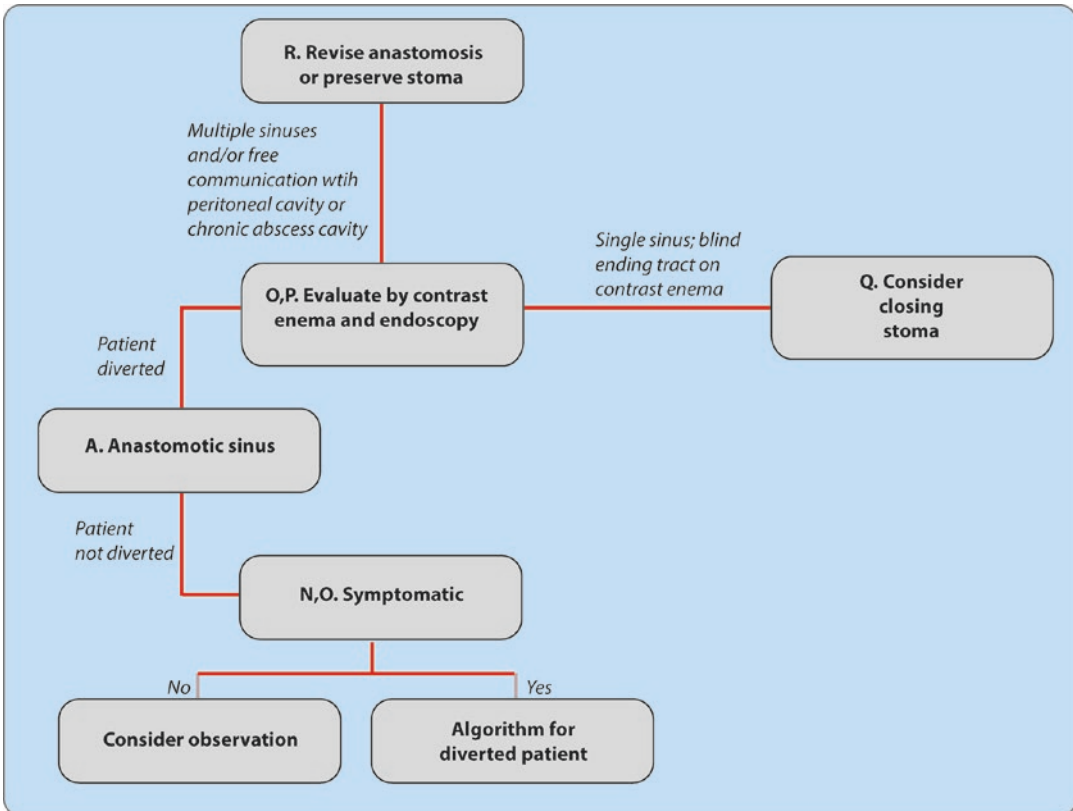 R. Revise anastomosis
or preserve stoma
Multiple sinuses
and/or free
communication wtih
peritoneal cavity or
chronic abscess cavity
Single sinus; blind
ending tract on
contrast enema
O,P. Evaluate by contrast
enema and endoscopy
Q. Consider
closing
stoma
Patient
diverted
A. Anastomotic sinus
Patient
not diverted
N,O. Symptomatic
No
Yes
Consider observation
Algorithm for
diverted patient